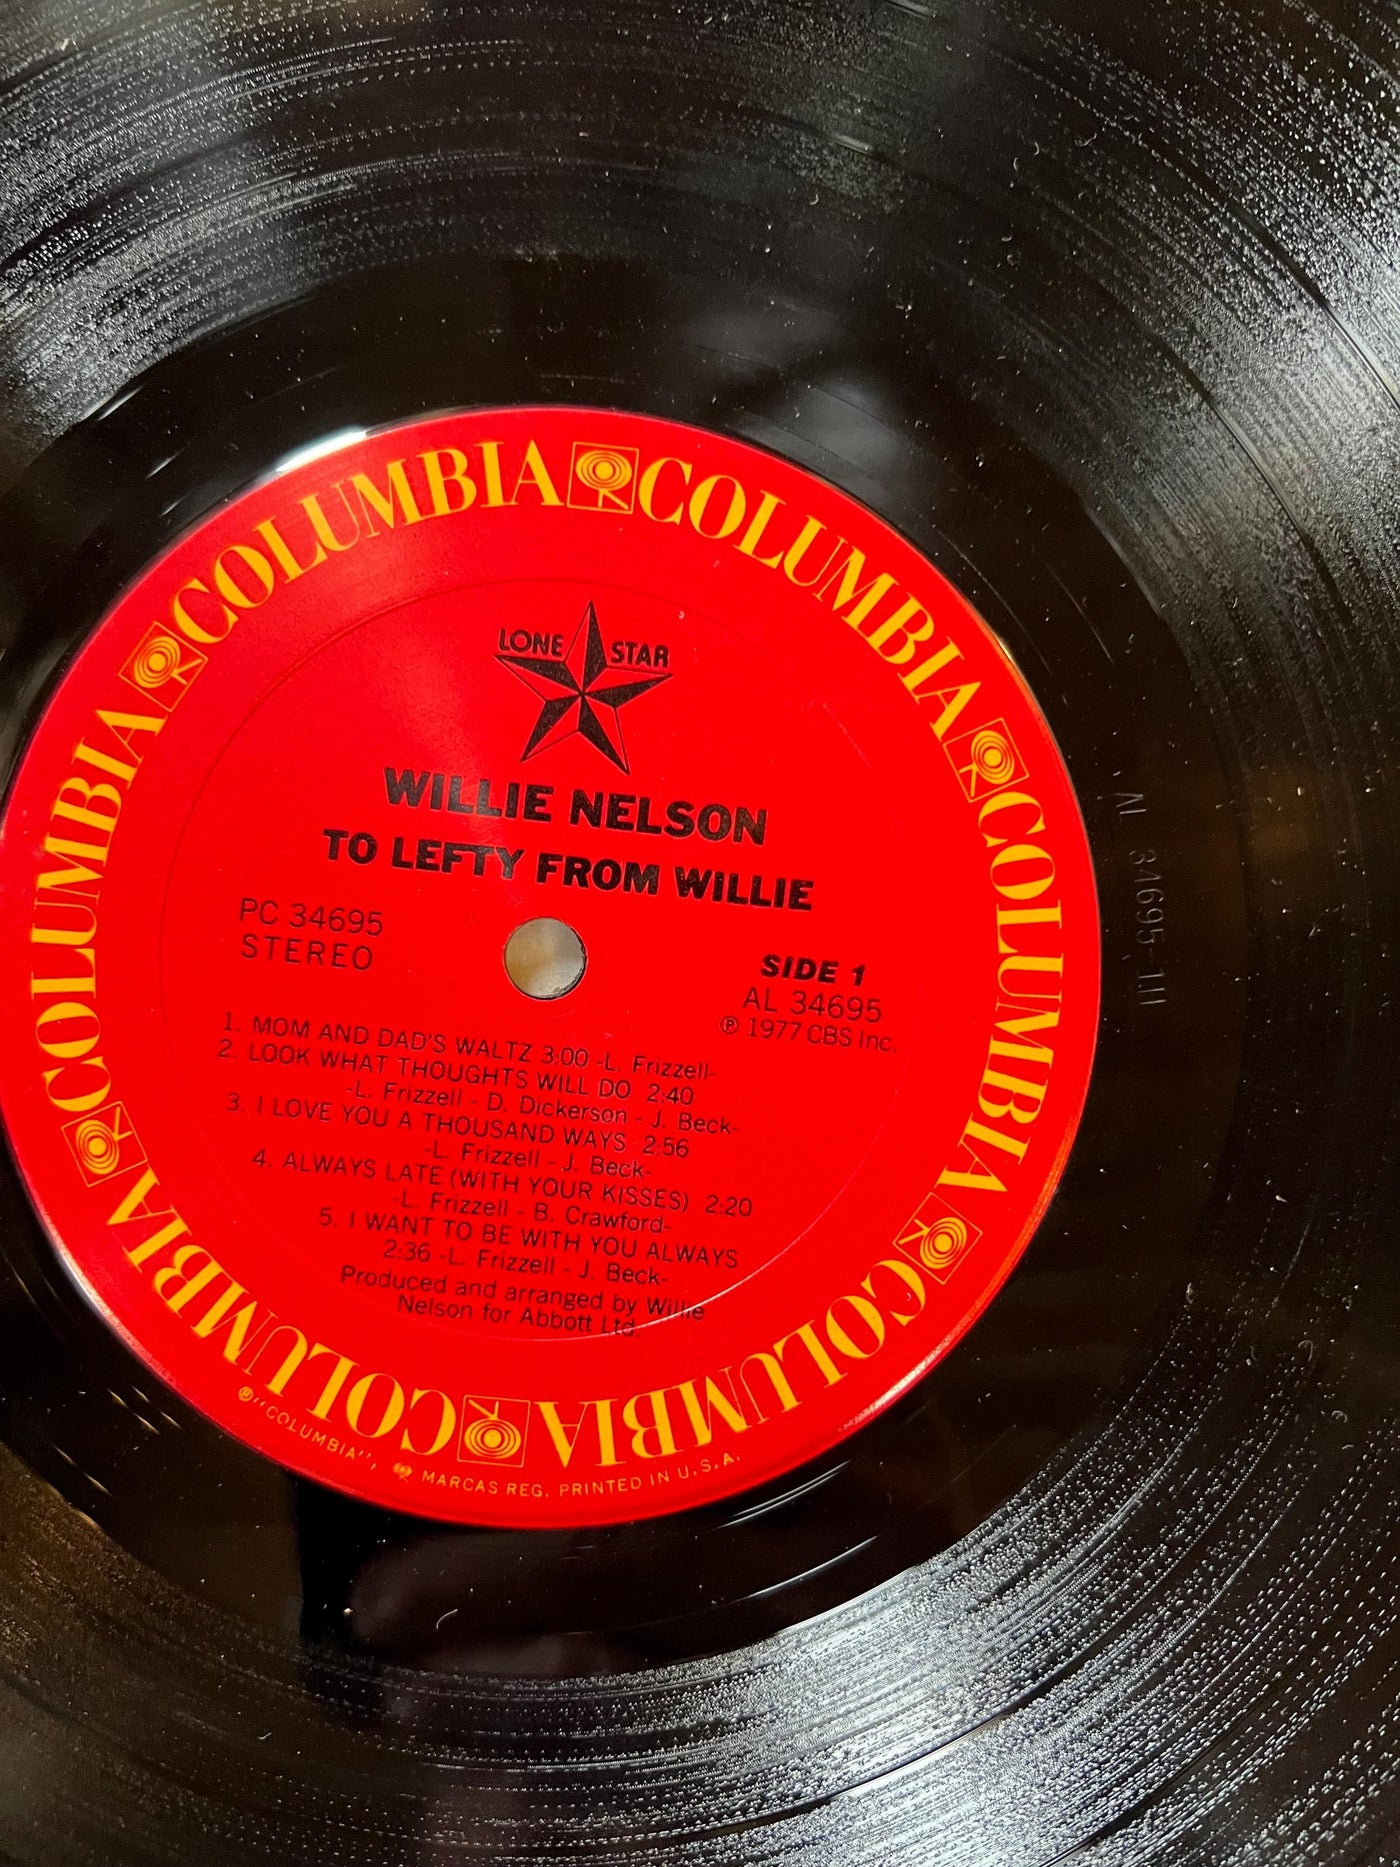 COLUMBIA COLUMBIA COLUMBIA COLUMBIA COLUMBIA COLUMBIA
LONE STAR
WILLIE NELSON
TO LEFTY FROM WILLIE
PC 34695
STEREO
SIDE 1
AL 34695
℗ 1977 CBS Inc.
1. MOM AND DAD'S WALTZ 3:00 -L. Frizzell-
2. LOOK WHAT THOUGHTS WILL DO 2:40
-L. Frizzell - D. Dickerson - J. Beck-
3. I LOVE YOU A THOUSAND WAYS 2:56
-L. Frizzell - J. Beck-
4. ALWAYS LATE (WITH YOUR KISSES) 2:20
-L. Frizzell - B. Crawford-
5. I WANT TO BE WITH YOU ALWAYS
2:36 -L. Frizzell - J. Beck-
Produced and arranged by Willie
Nelson for Abbott Ltd.
®"COLUMBIA", MARCAS REG. PRINTED IN U.S.A.
AL 34695